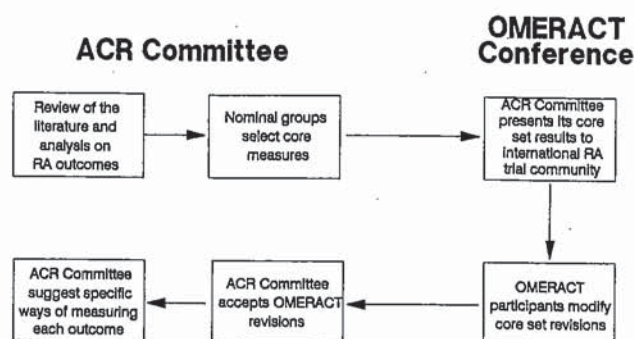 ACR Committee
OMERACT
Conference
Review of the
literature and
analysis on
RA outcomes
Nominal groups
select core
measures
ACR Committee
presents its core
set results to
international RA
trial community
ACR Committee
suggest specific
ways of measuring
each outcome
ACR Committee
accepts OMERACT
revisions
OMERACT
participants modify
core set revisions